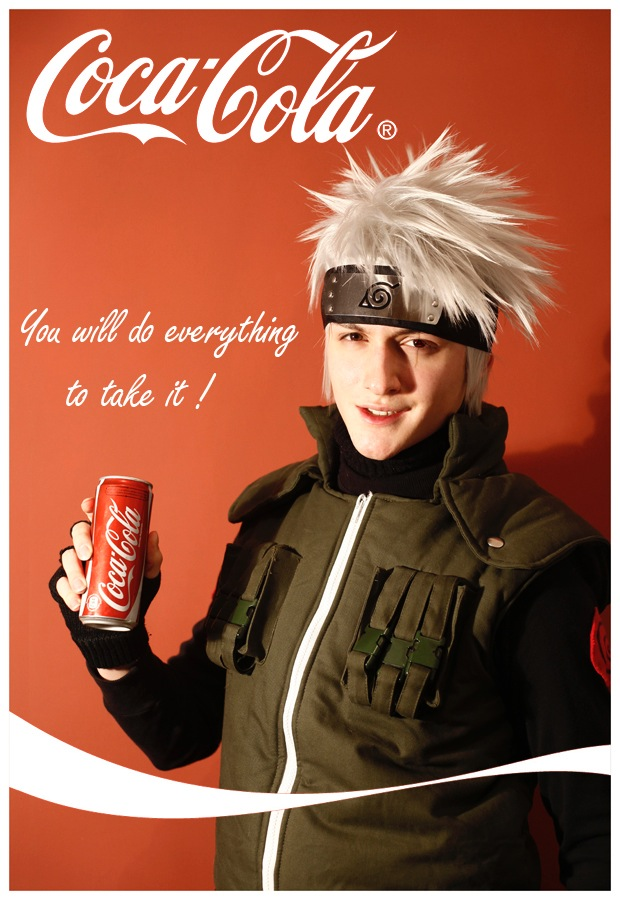 Coca-Cola®
You will do everything
to take it !
Coca-Cola